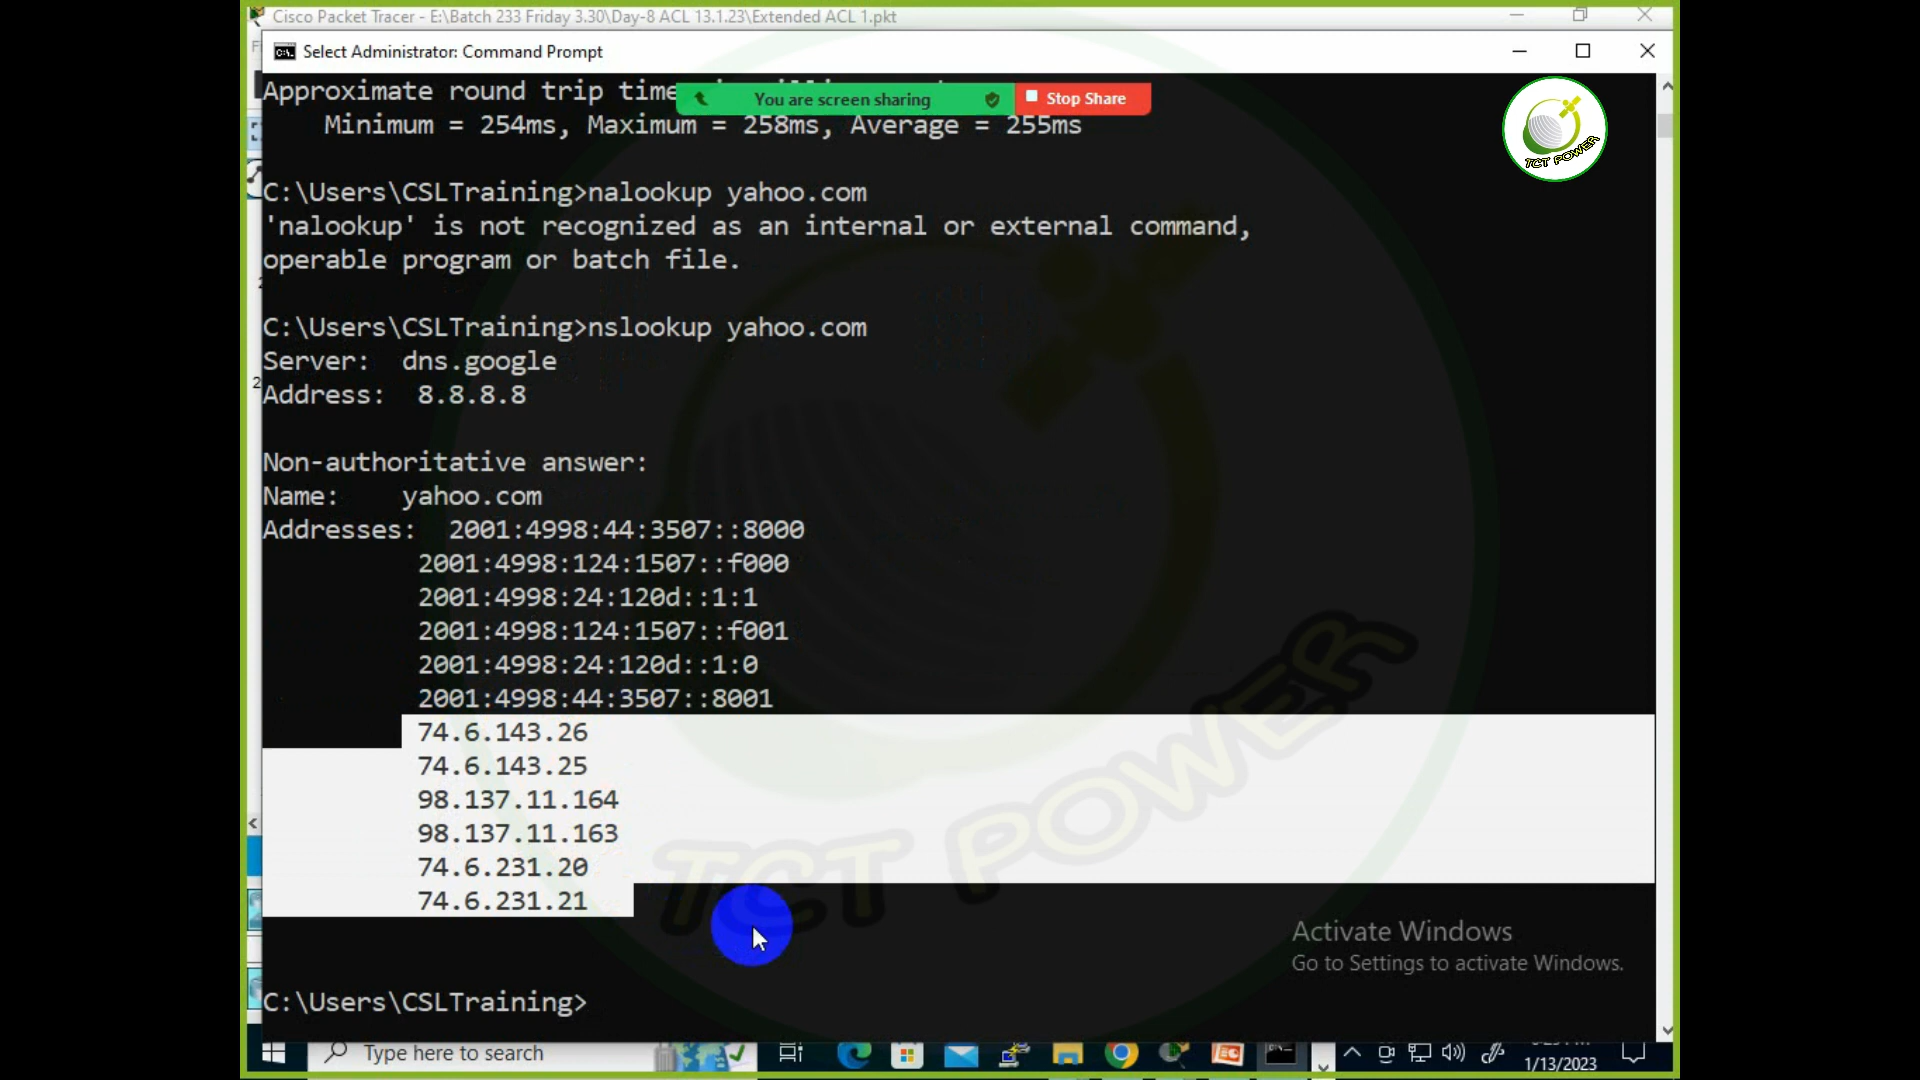 Cisco Packet Tracer - E:\Batch 233 Friday 3.30\Day-8 ACL 13.1.23\Extended ACL 1.pkt
Select Administrator: Command Prompt
Approximate round trip time
You are screen sharing
Stop Share
Minimum = 254ms, Maximum = 258ms, Average = 255ms
TCT POWER
C:\Users\CSLTraining>nalookup yahoo.com
'nalookup' is not recognized as an internal or external command,
operable program or batch file.
C:\Users\CSLTraining>nslookup yahoo.com
Server:  dns.google
Address:  8.8.8.8
Non-authoritative answer:
Name:    yahoo.com
Addresses:  2001:4998:44:3507::8000
2001:4998:124:1507::f000
2001:4998:24:120d::1:1
2001:4998:124:1507::f001
2001:4998:24:120d::1:0
2001:4998:44:3507::8001
74.6.143.26
74.6.143.25
98.137.11.164
98.137.11.163
74.6.231.20
74.6.231.21
TCT POWER
Activate Windows
Go to Settings to activate Windows.
C:\Users\CSLTraining>
Type here to search
1/13/2023